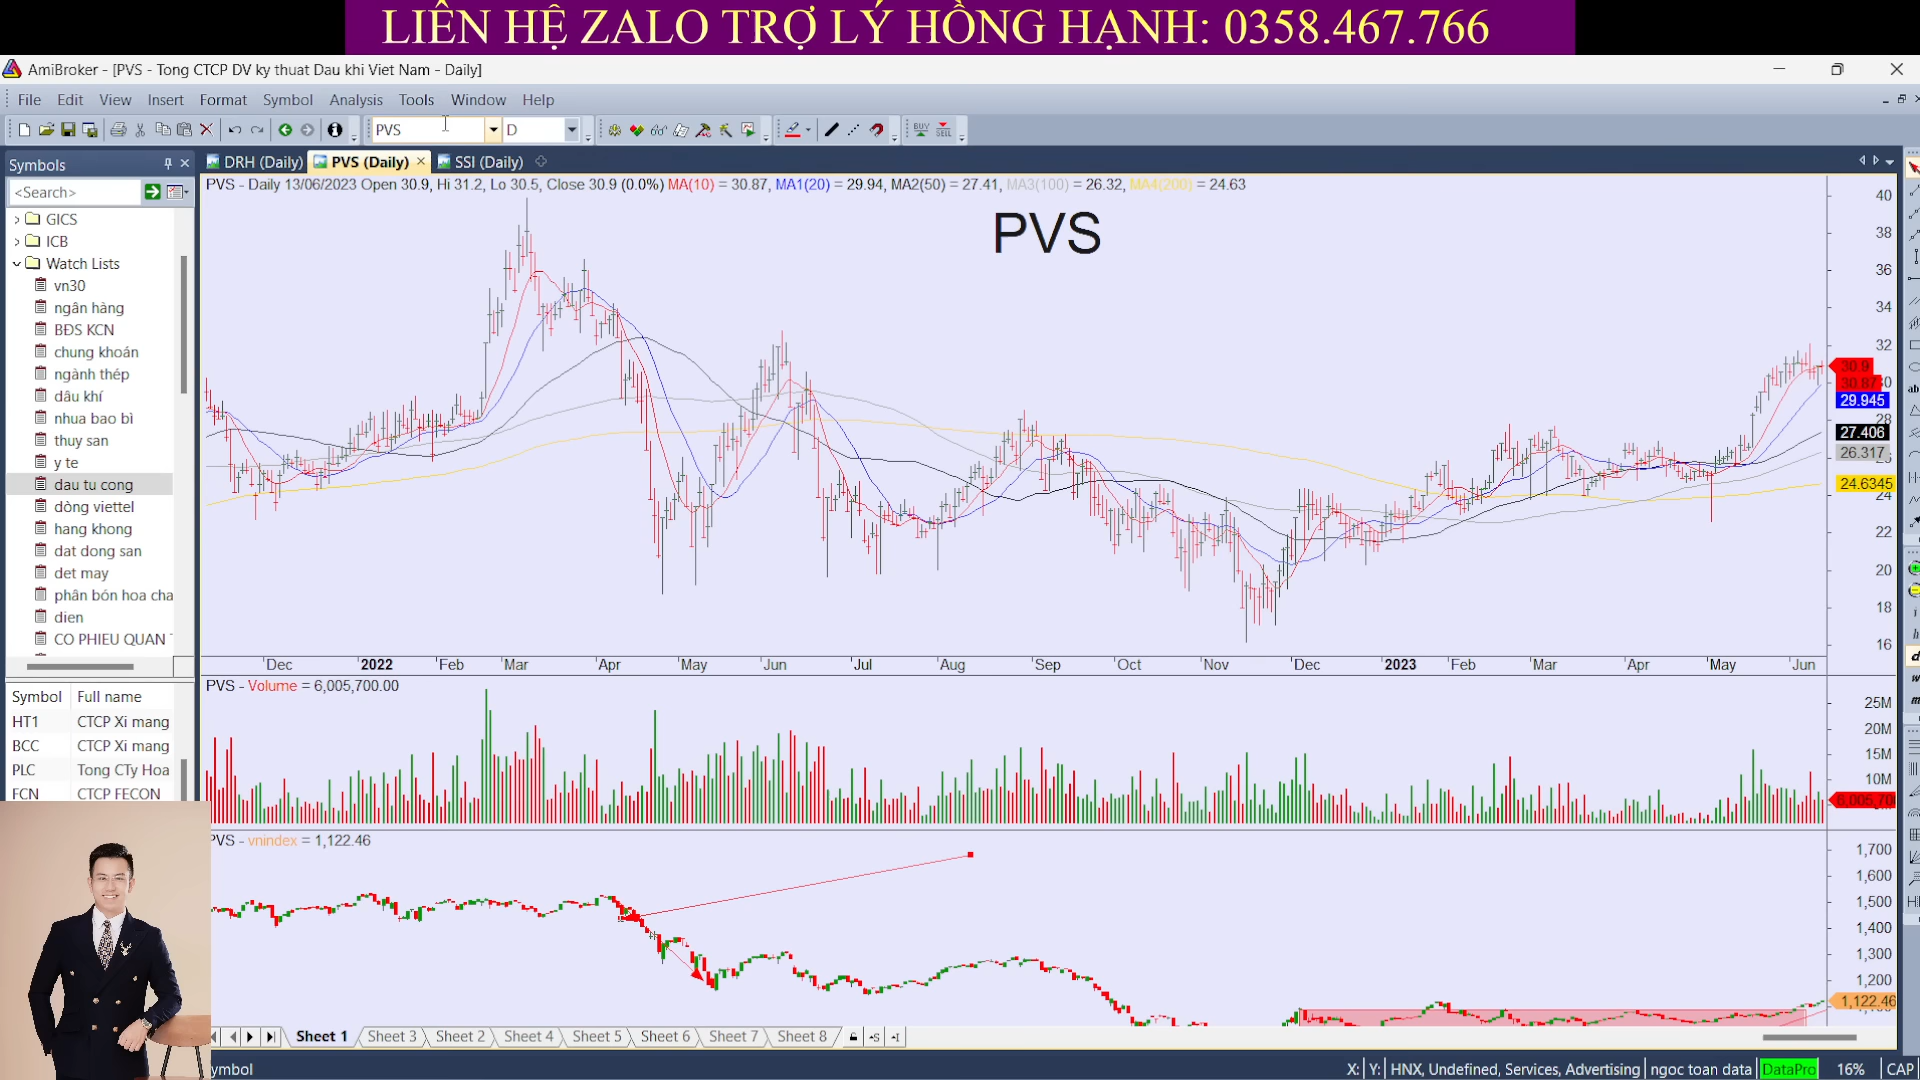 LIÊN HỆ ZALO TRỢ LÝ HỒNG HẠNH: 0358.467.766
AmiBroker - [PVS - Tong CTCP DV ky thuat Dau khi Viet Nam - Daily]
File Edit View Insert Format Symbol Analysis Tools Window Help
PVS D BUY SELL
Symbols
DRH (Daily) PVS (Daily) SSI (Daily)
<Search>
PVS - Daily 13/06/2023 Open 30.9, Hi 31.2, Lo 30.5, Close 30.9 (0.0%) MA(10) = 30.87, MA1(20) = 29.94, MA2(50) = 27.41, MA3(100) = 26.32, MA4(200) = 24.63
PVS
GICS
ICB
Watch Lists
vn30
ngân hàng
BĐS KCN
chung khoán
ngành thép
dâu khí
nhua bao bì
thuy san
y te
dau tu cong
dòng viettel
hang khong
dat dong san
det may
phân bón hoa cha
dien
CO PHIEU QUAN
40
38
36
34
32
30.9
30.87
29.945
28
27.406
26.317
24.6345
24
22
20
18
16
Dec 2022 Feb Mar Apr May Jun Jul Aug Sep Oct Nov Dec 2023 Feb Mar Apr May Jun
Symbol Full name
HT1 CTCP Xi mang
BCC CTCP Xi mang
PLC Tong CTy Hoa
FCN CTCP FECON
PVS - Volume = 6,005,700.00
25M
20M
15M
10M
6,005,70
PVS - vnindex = 1,122.46
1,700
1,600
1,500
1,400
1,300
1,200
1,122.46
Sheet 1 Sheet 3 Sheet 2 Sheet 4 Sheet 5 Sheet 6 Sheet 7 Sheet 8
ymbol
X: Y: HNX, Undefined, Services, Advertising ngoc toan data DataPro 16% CAP